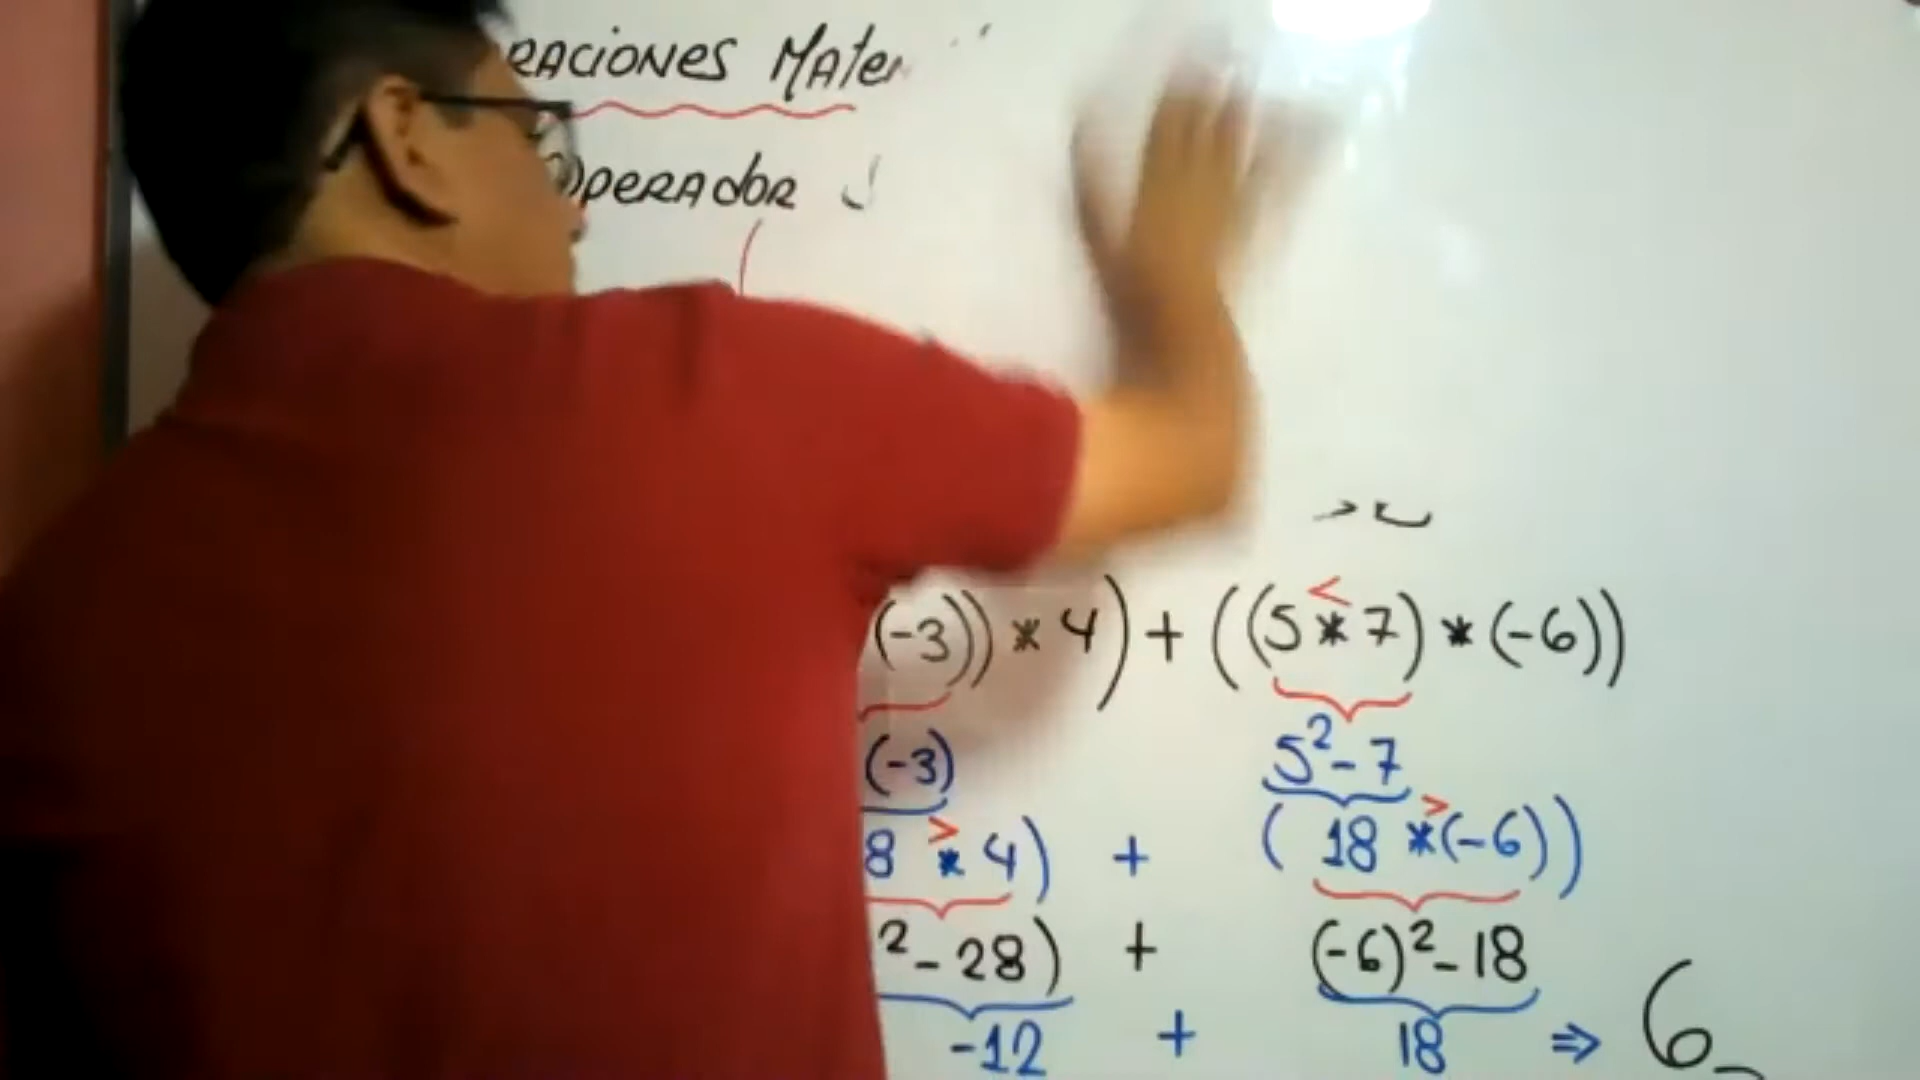 RACIONES MATE
OPERADOR
(-3)) * 4) + ((5 * 7) * (-6))
<
(-3) 5² - 7
> >
8 * 4) + (18 * (-6))
² - 28) + (-6)² - 18
-12 + 18 ⇒ 6